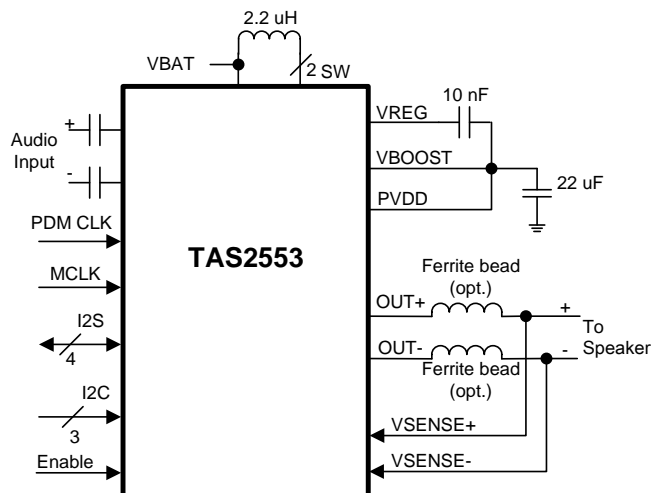 2.2 uH
VBAT
2 SW
10 nF
VREG
Audio
Input
+
-
VBOOST
22 uF
PVDD
PDM CLK
TAS2553
MCLK
Ferrite bead
(opt.)
OUT+
+
To
Speaker
-
I2S
4
OUT-
Ferrite bead
(opt.)
I2C
3
VSENSE+
Enable
VSENSE-